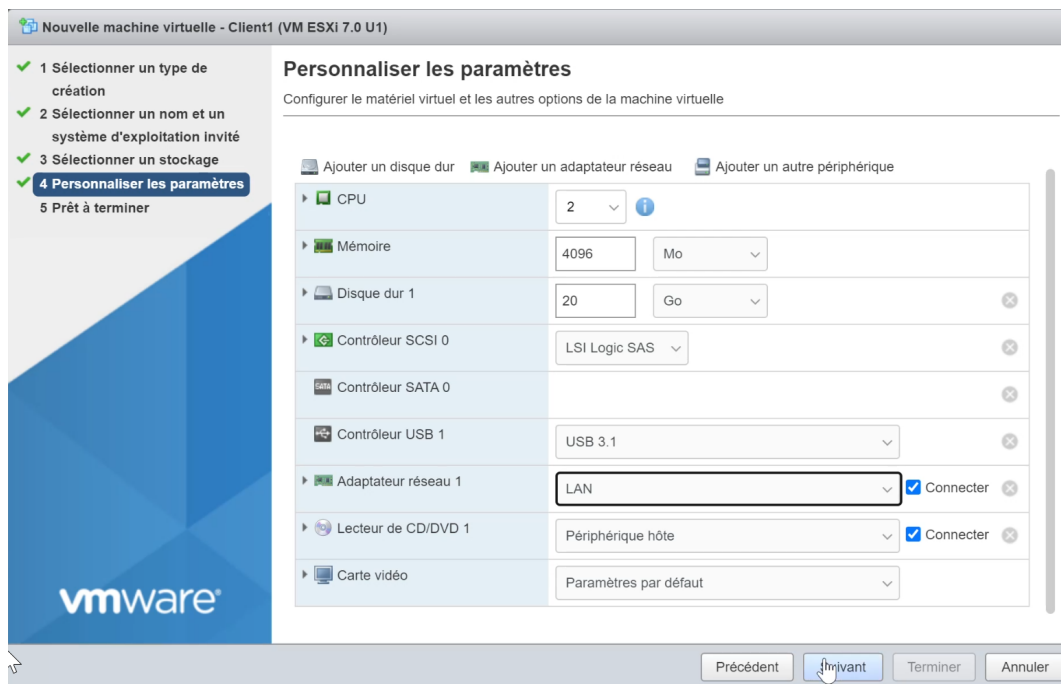 Nouvelle machine virtuelle - Client1 (VM ESXi 7.0 U1)
1 Sélectionner un type de
création
2 Sélectionner un nom et un
système d'exploitation invité
3 Sélectionner un stockage
4 Personnaliser les paramètres
5 Prêt à terminer
vmware®
Personnaliser les paramètres
Configurer le matériel virtuel et les autres options de la machine virtuelle
Ajouter un disque dur Ajouter un adaptateur réseau Ajouter un autre périphérique
CPU 2
Mémoire 4096 Mo
Disque dur 1 20 Go
Contrôleur SCSI 0 LSI Logic SAS
SATA Contrôleur SATA 0
Contrôleur USB 1 USB 3.1
Adaptateur réseau 1 LAN Connecter
Lecteur de CD/DVD 1 Périphérique hôte Connecter
Carte vidéo Paramètres par défaut
Précédent Suivant Terminer Annuler